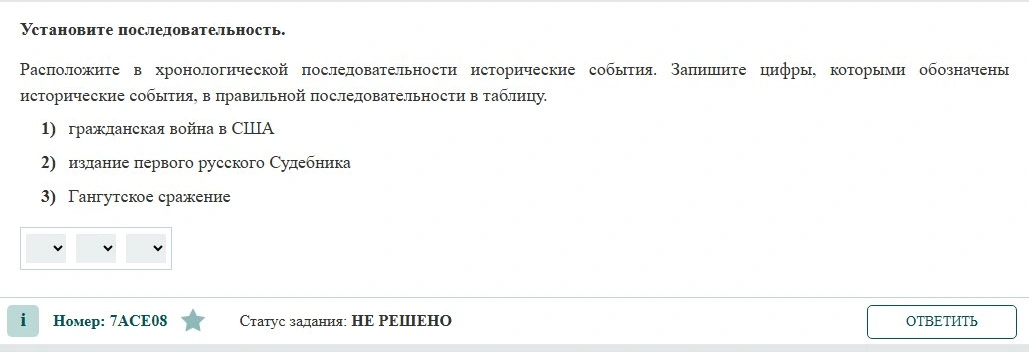 Установите последовательность.
Расположите в хронологической последовательности исторические события. Запишите цифры, которыми обозначены
исторические события, в правильной последовательности в таблицу.
1) гражданская война в США
2) издание первого русского Судебника
3) Гангутское сражение
i Номер: 7ACE08 Статус задания: НЕ РЕШЕНО ОТВЕТИТЬ